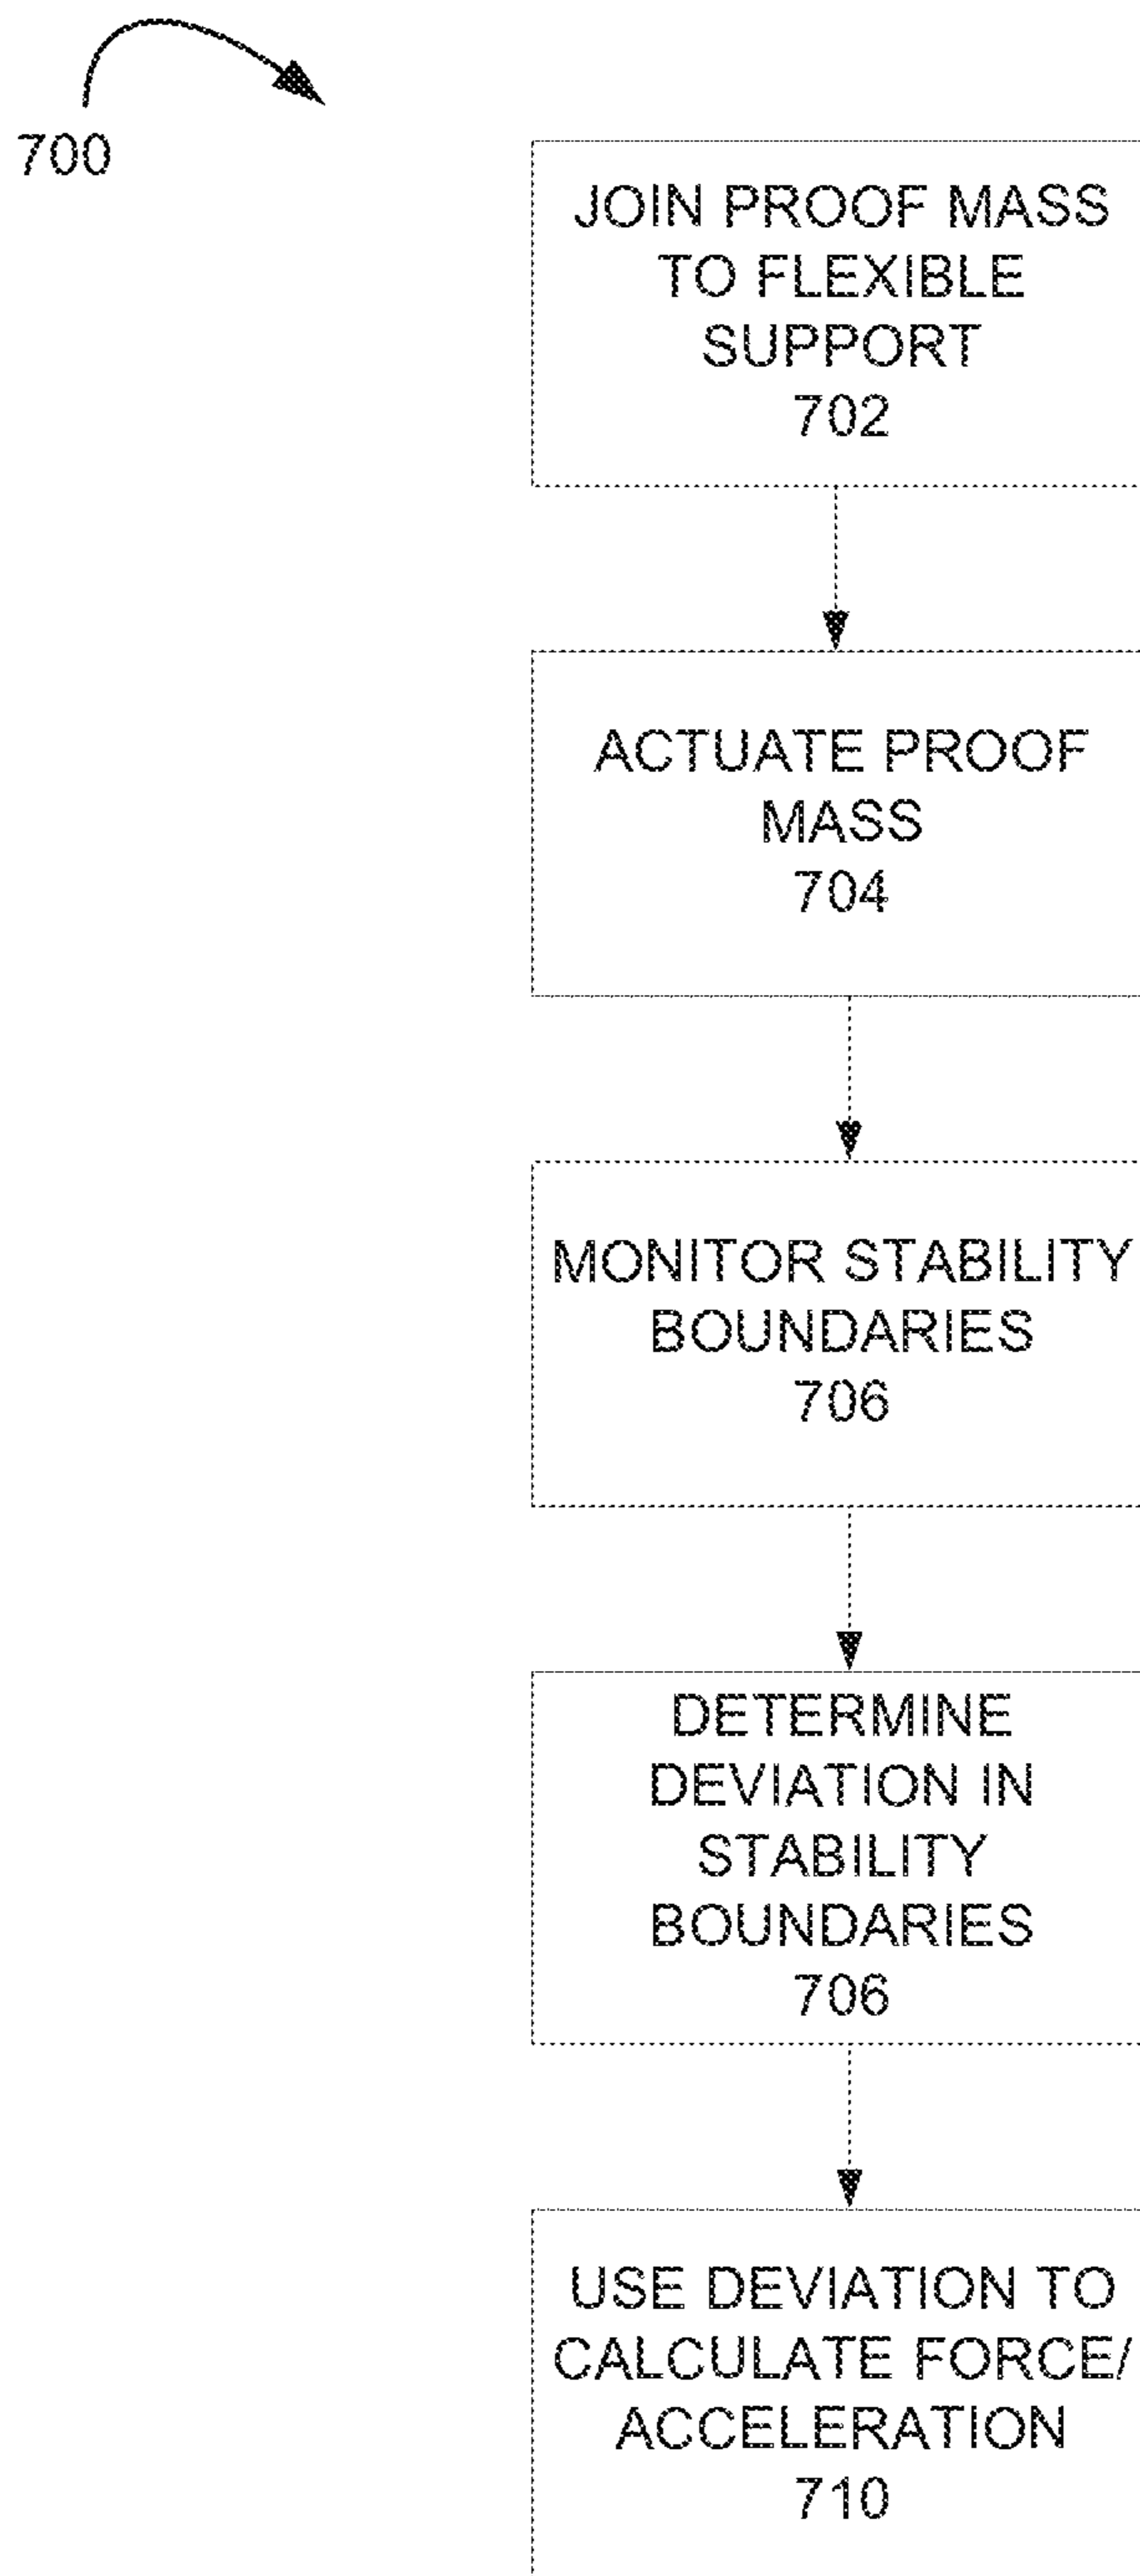 700
JOIN PROOF MASS
TO FLEXIBLE
SUPPORT
702
ACTUATE PROOF
MASS
704
MONITOR STABILITY
BOUNDARIES
706
DETERMINE
DEVIATION IN
STABILITY
BOUNDARIES
706
USE DEVIATION TO
CALCULATE FORCE/
ACCELERATION
710